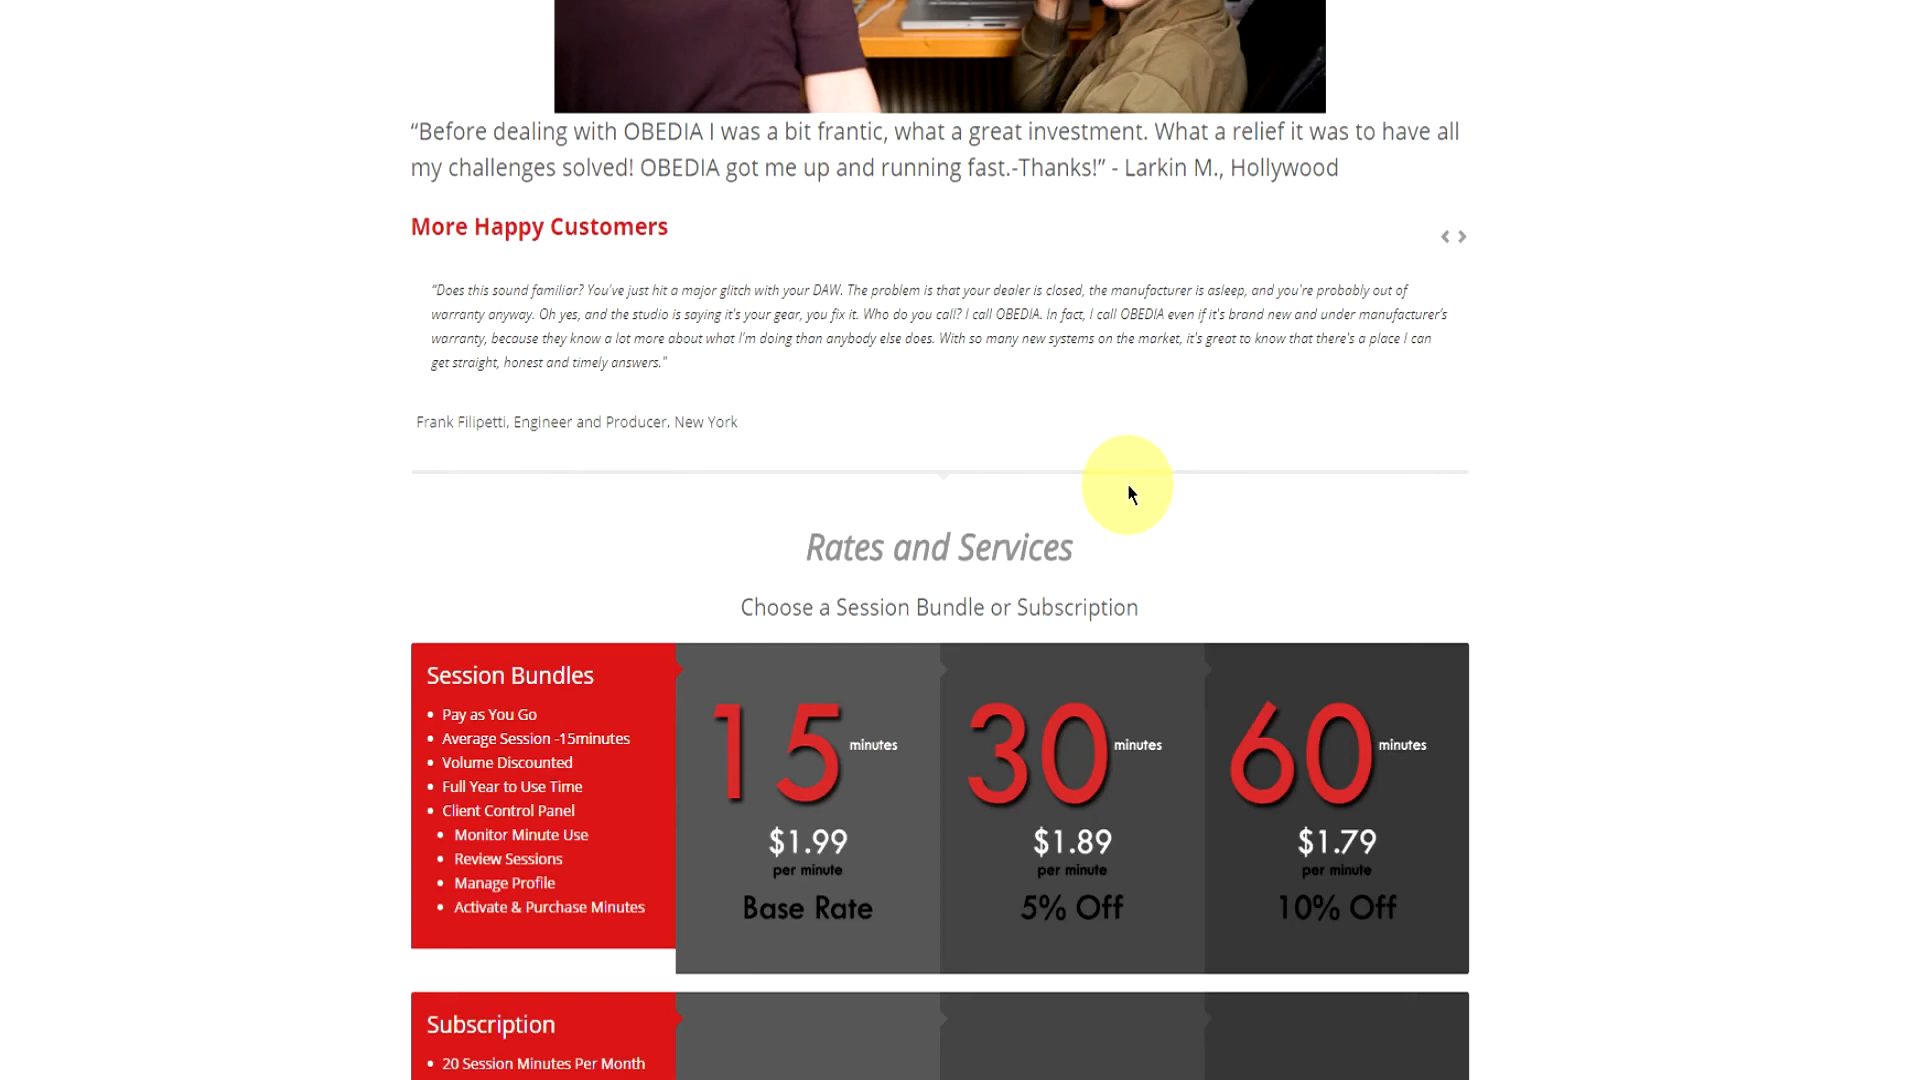 “Before dealing with OBEDIA I was a bit frantic, what a great investment. What a relief it was to have all
my challenges solved! OBEDIA got me up and running fast.-Thanks!” - Larkin M., Hollywood
More Happy Customers
“Does this sound familiar? You've just hit a major glitch with your DAW. The problem is that your dealer is closed, the manufacturer is asleep, and you're probably out of
warranty anyway. Oh yes, and the studio is saying it's your gear, you fix it. Who do you call? I call OBEDIA. In fact, I call OBEDIA even if it's brand new and under manufacturer's
warranty, because they know a lot more about what I'm doing than anybody else does. With so many new systems on the market, it's great to know that there's a place I can
get straight, honest and timely answers."
Frank Filipetti, Engineer and Producer, New York
Rates and Services
Choose a Session Bundle or Subscription
Session Bundles
• Pay as You Go
• Average Session -15minutes
• Volume Discounted
• Full Year to Use Time
• Client Control Panel
• Monitor Minute Use
• Review Sessions
• Manage Profile
• Activate & Purchase Minutes
15 minutes
$1.99
per minute
Base Rate
30 minutes
$1.89
per minute
5% Off
60 minutes
$1.79
per minute
10% Off
Subscription
• 20 Session Minutes Per Month